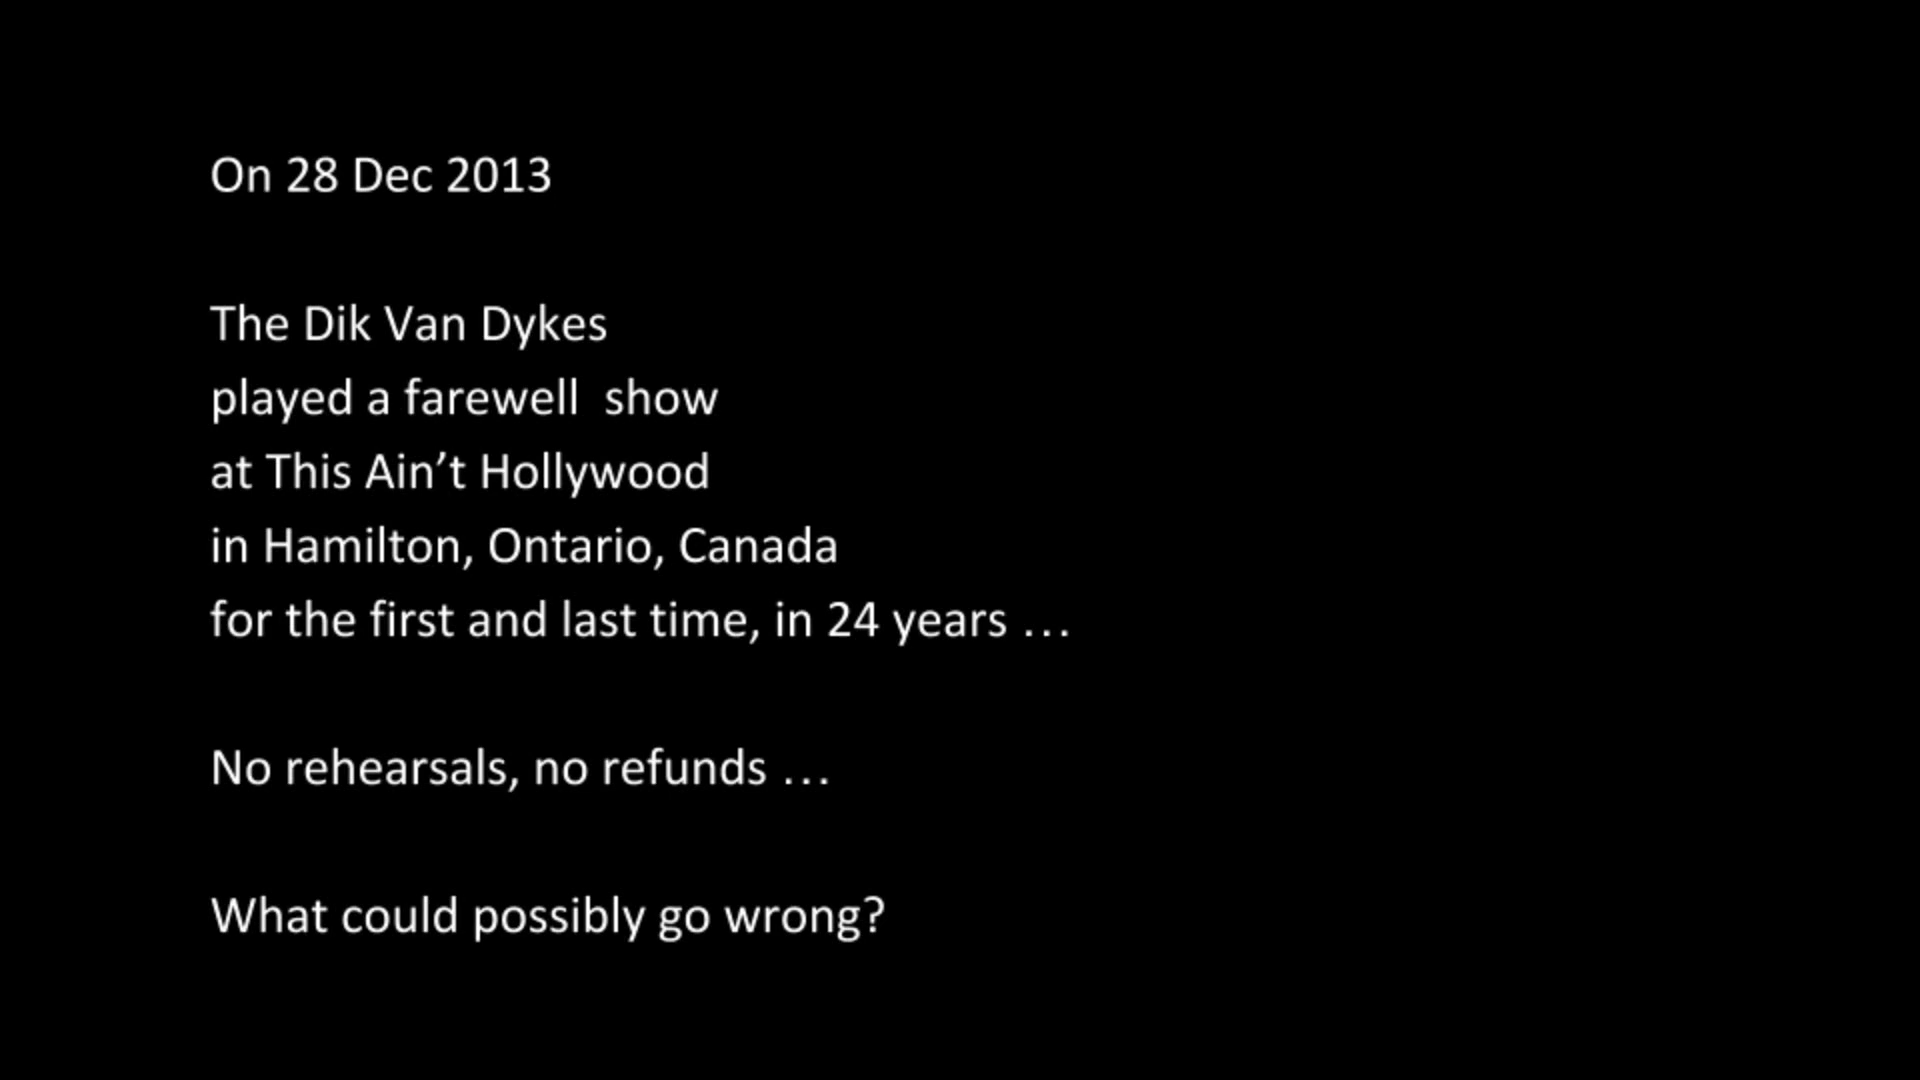 On 28 Dec 2013
The Dik Van Dykes
played a farewell  show
at This Ain’t Hollywood
in Hamilton, Ontario, Canada
for the first and last time, in 24 years …
No rehearsals, no refunds …
What could possibly go wrong?